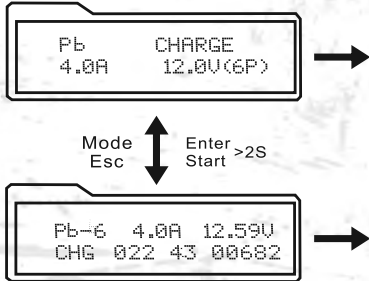 Pb CHARGE
4.0A 12.0V(6P)
Mode
Esc
Enter
Start
>2S
Pb-6 4.0A 12.59V
CHG 022 43 00682